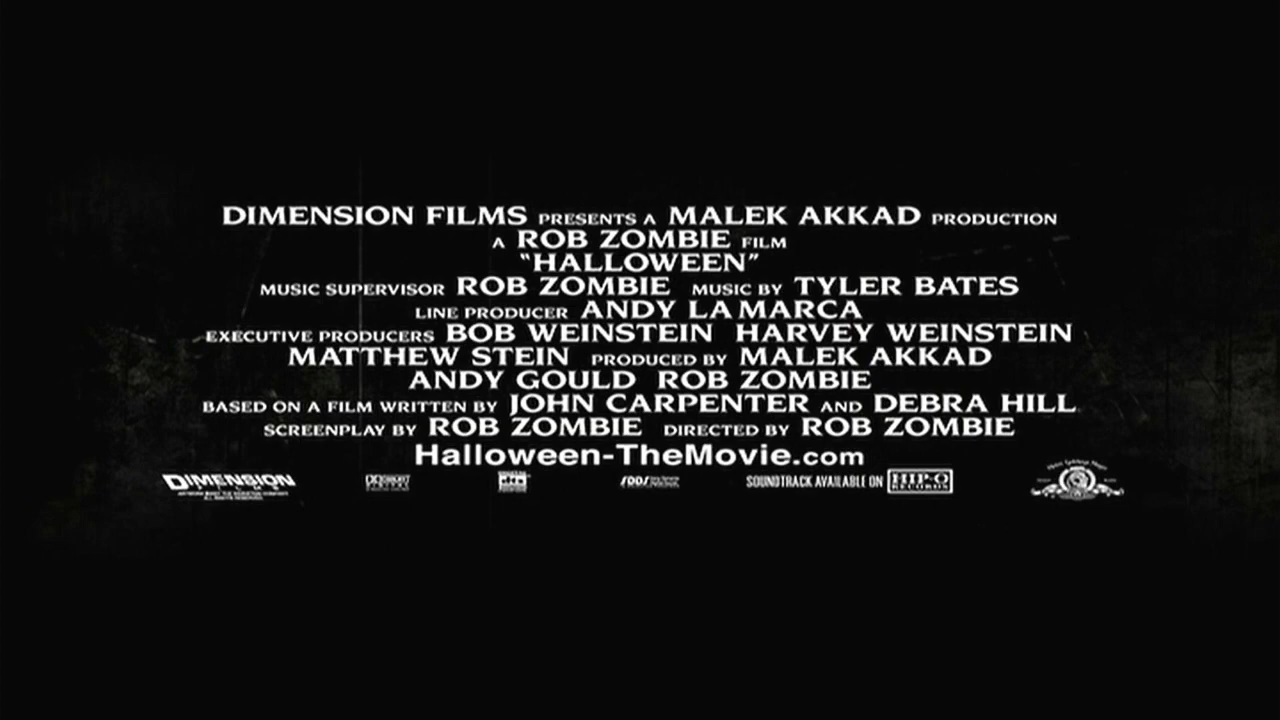 DIMENSION FILMS PRESENTS A MALEK AKKAD PRODUCTION
A ROB ZOMBIE FILM
“HALLOWEEN”
MUSIC SUPERVISOR ROB ZOMBIE MUSIC BY TYLER BATES
LINE PRODUCER ANDY LA MARCA
EXECUTIVE PRODUCERS BOB WEINSTEIN HARVEY WEINSTEIN
MATTHEW STEIN PRODUCED BY MALEK AKKAD
ANDY GOULD ROB ZOMBIE
BASED ON A FILM WRITTEN BY JOHN CARPENTER AND DEBRA HILL
SCREENPLAY BY ROB ZOMBIE DIRECTED BY ROB ZOMBIE
Halloween-TheMovie.com
DIMENSION FILMS SOUNDTRACK AVAILABLE ON HIP-O RECORDS